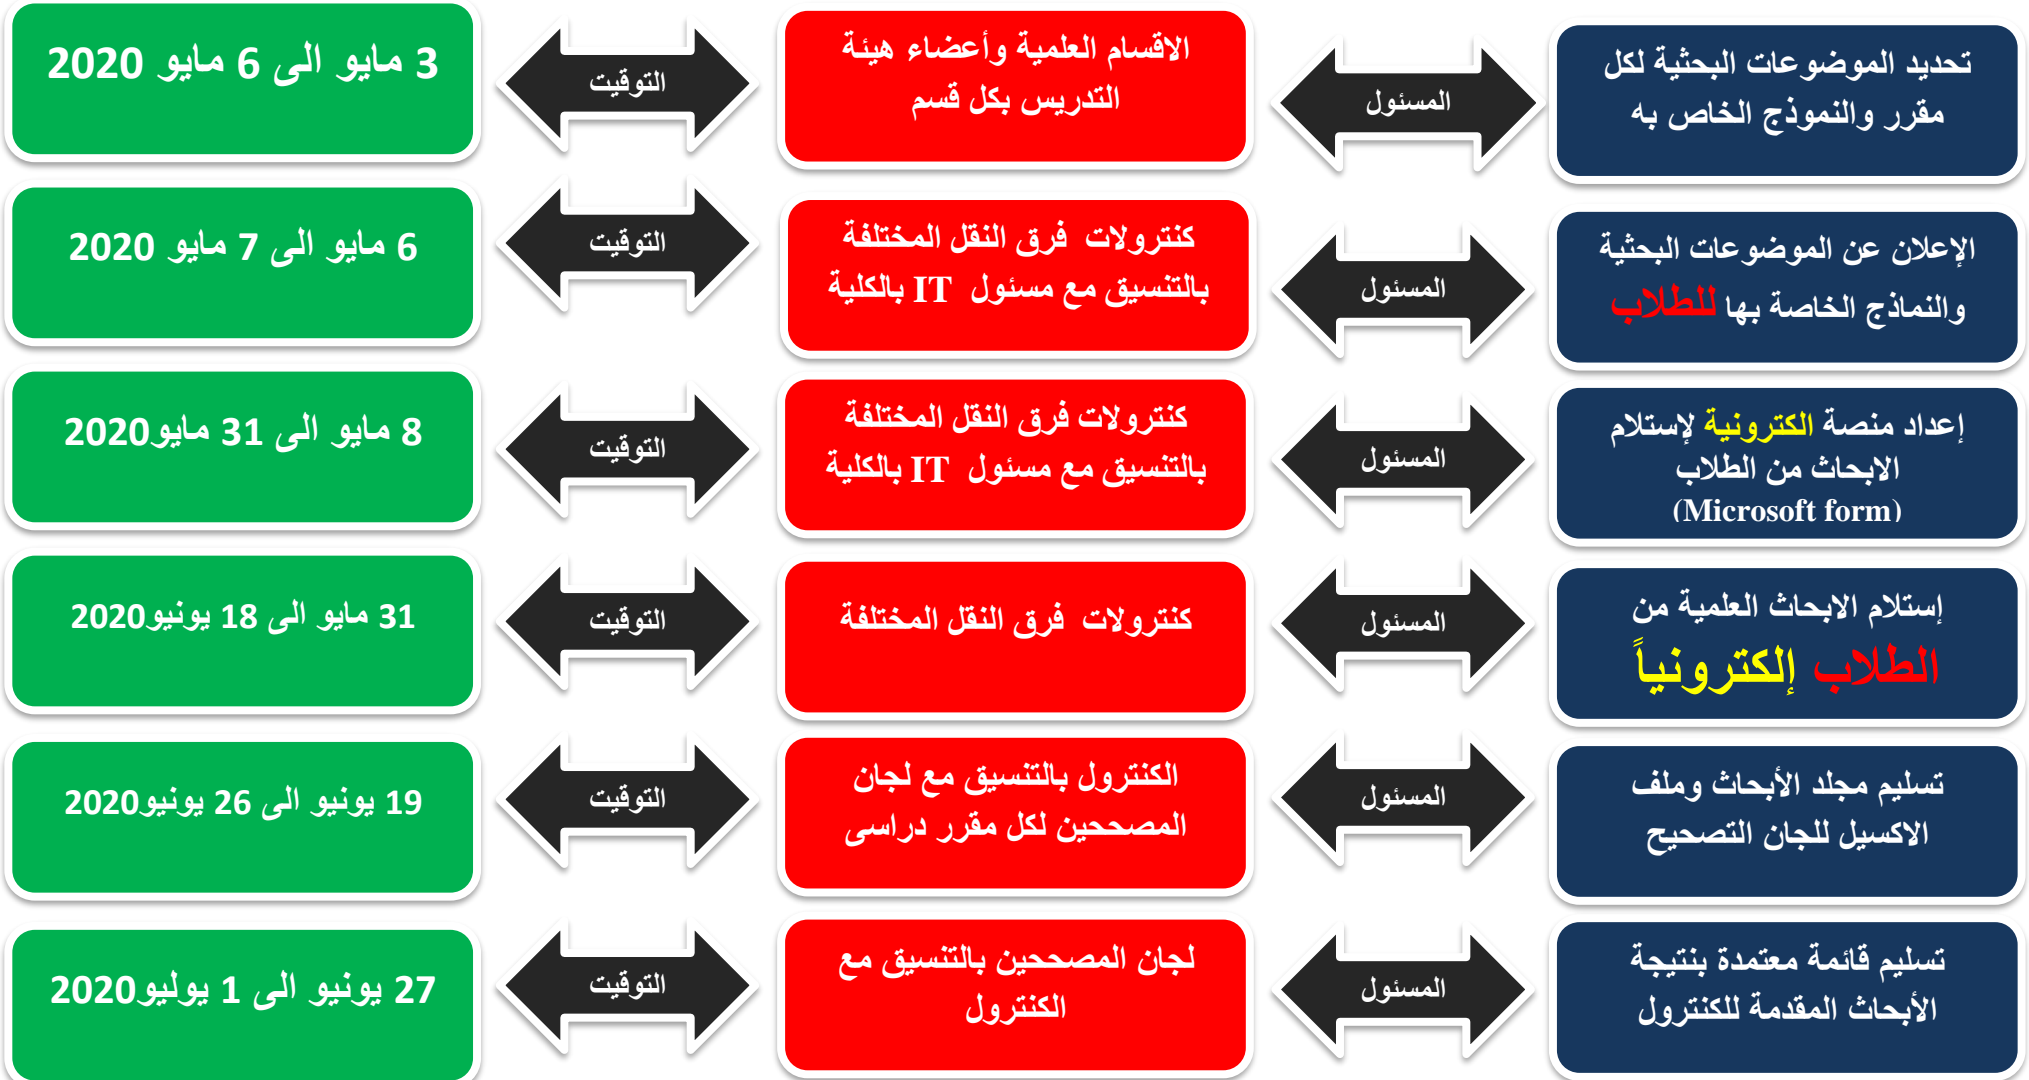 تحديد الموضوعات البحثية لكل
مقرر والنموذج الخاص به
المسئول
الاقسام العلمية وأعضاء هيئة
التدريس بكل قسم
التوقيت
3 مايو الى 6 مايو 2020
الإعلان عن الموضوعات البحثية
والنماذج الخاصة بها للطلاب
المسئول
كنترولات فرق النقل المختلفة
بالتنسيق مع مسئول IT بالكلية
التوقيت
6 مايو الى 7 مايو 2020
إعداد منصة الكترونية لإستلام
الابحاث من الطلاب
(Microsoft form)
المسئول
كنترولات فرق النقل المختلفة
بالتنسيق مع مسئول IT بالكلية
التوقيت
8 مايو الى 31 مايو2020
إستلام الابحاث العلمية من
الطلاب إلكترونياً
المسئول
كنترولات فرق النقل المختلفة
التوقيت
31 مايو الى 18 يونيو2020
تسليم مجلد الأبحاث وملف
الاكسيل للجان التصحيح
المسئول
الكنترول بالتنسيق مع لجان
المصححين لكل مقرر دراسى
التوقيت
19 يونيو الى 26 يونيو2020
تسليم قائمة معتمدة بنتيجة
الأبحاث المقدمة للكنترول
المسئول
لجان المصححين بالتنسيق مع
الكنترول
التوقيت
27 يونيو الى 1 يوليو2020